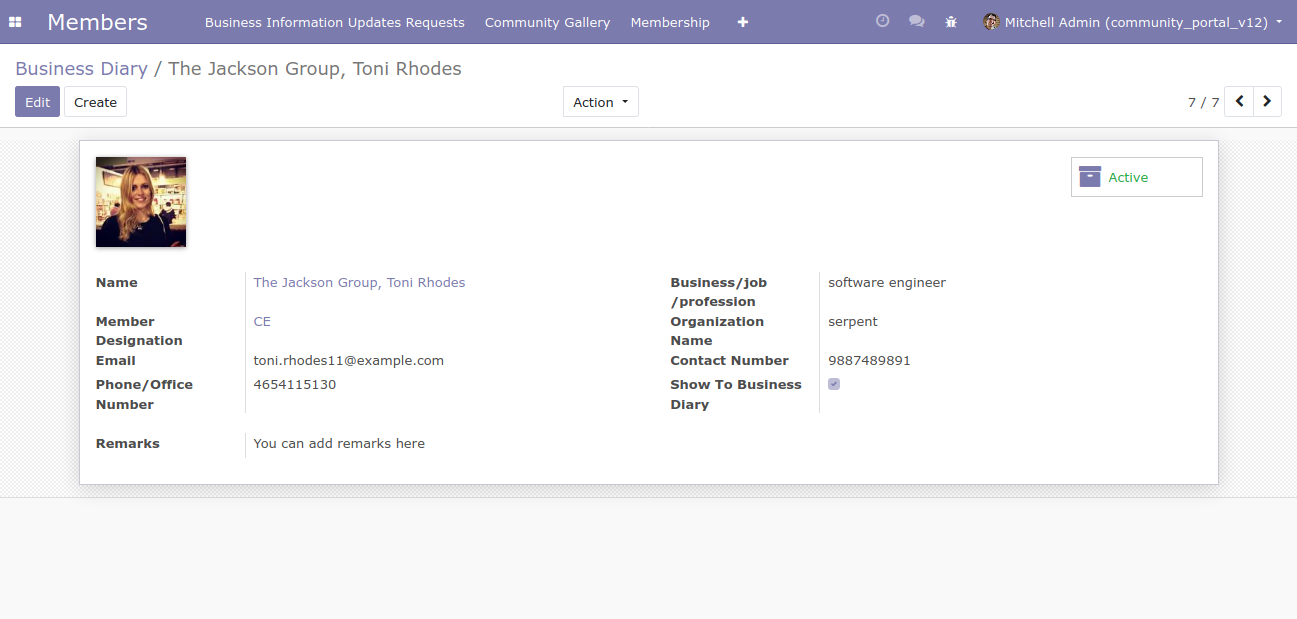 Members Business Information Updates Requests Community Gallery Membership Mitchell Admin (community_portal_v12)
Business Diary / The Jackson Group, Toni Rhodes
Edit Create Action 7 / 7
Active
Name The Jackson Group, Toni Rhodes
Business/job
/profession software engineer
Member
Designation CE
Organization
Name serpent
Email toni.rhodes11@example.com
Contact Number 9887489891
Phone/Office
Number 4654115130
Show To Business
Diary
Remarks You can add remarks here